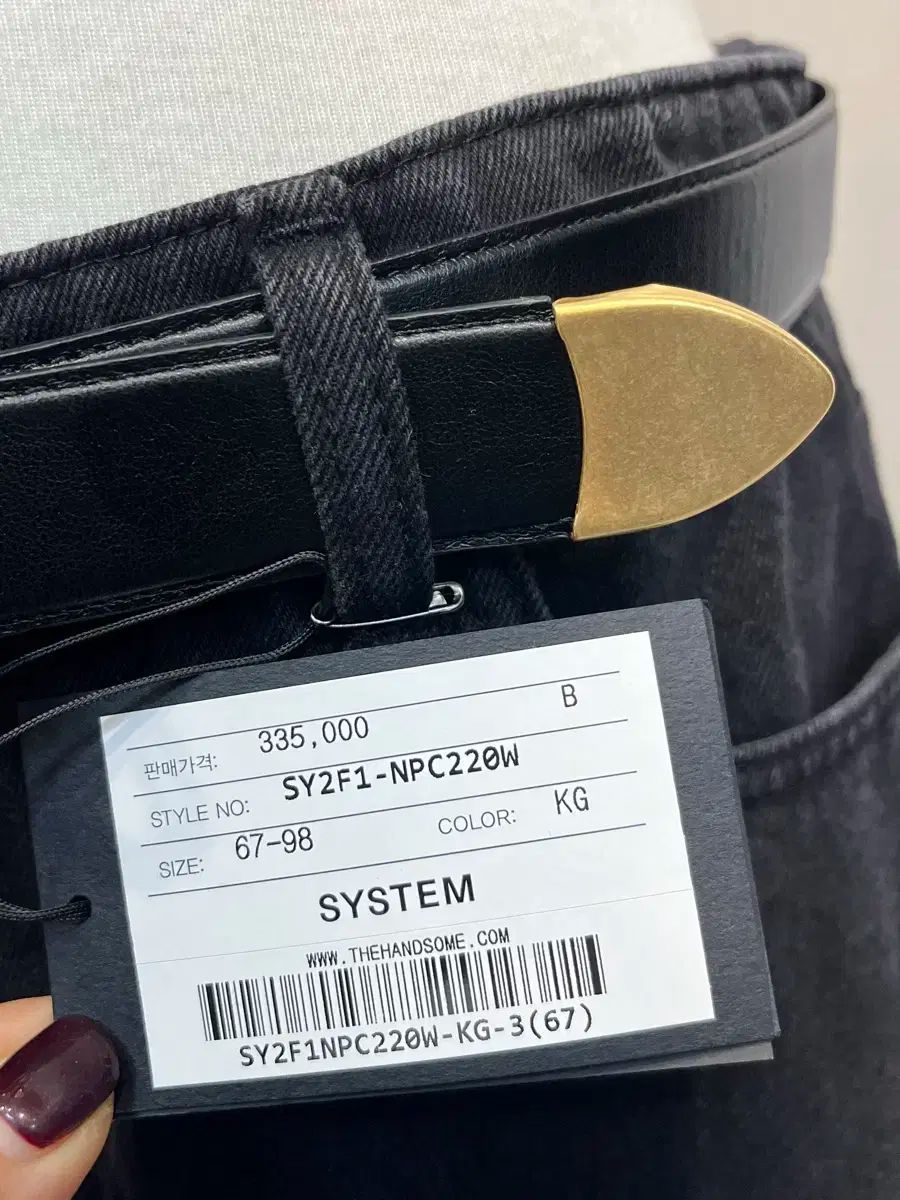 판매가격: 335,000 B
STYLE NO: SY2F1-NPC220W
SIZE: 67-98 COLOR: KG
SYSTEM
WWW.THEHANDSOME.COM
SY2F1NPC220W-KG-3(67)